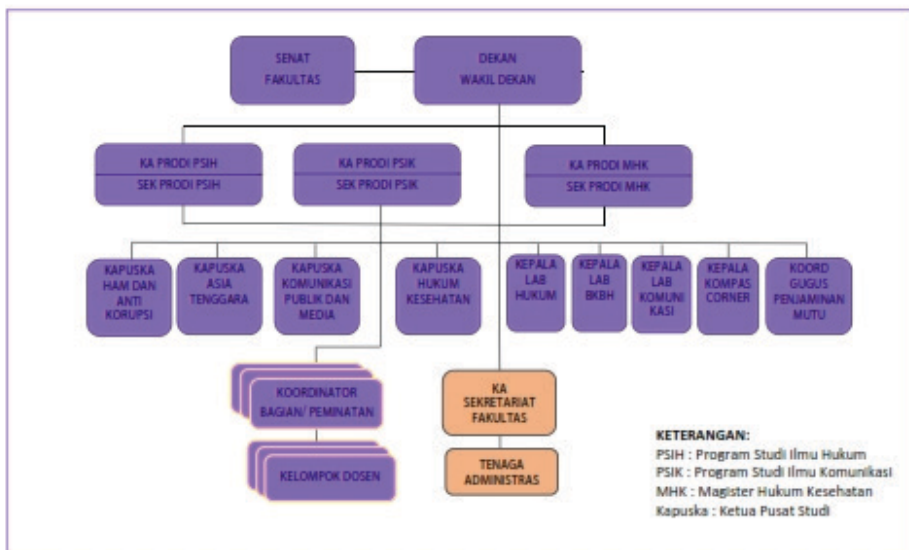 SENAT
FAKULTAS
DEKAN
WAKIL DEKAN
KA PRODI PSIH
SEK PRODI PSIH
KA PRODI PSIK
SEK PRODI PSIK
KA PRODI MHK
SEK PRODI MHK
KAPUSKA
HAM DAN
ANTI
KORUPSI
KAPUSKA
ASIA
TENGGARA
KAPUSKA
KOMUNIKASI
PUBLIK DAN
MEDIA
KAPUSKA
HUKUM
KESEHATAN
KEPALA
LAB
HUKUM
KEPALA
LAB
BKBH
KEPALA
LAB
KOMUNI
KASI
KEPALA
KOMPAS
CORNER
KOORD
GUGUS
PENJAMINAN
MUTU
KOORDINATOR
BAGIAN/ PEMINATAN
KELOMPOK DOSEN
KA
SEKRETARIAT
FAKULTAS
TENAGA
ADMINISTRAS
KETERANGAN:
PSIH : Program Studi Ilmu Hukum
PSIK : Program Studi Ilmu Komunikasi
MHK : Magister Hukum Kesehatan
Kapuska : Ketua Pusat Studi